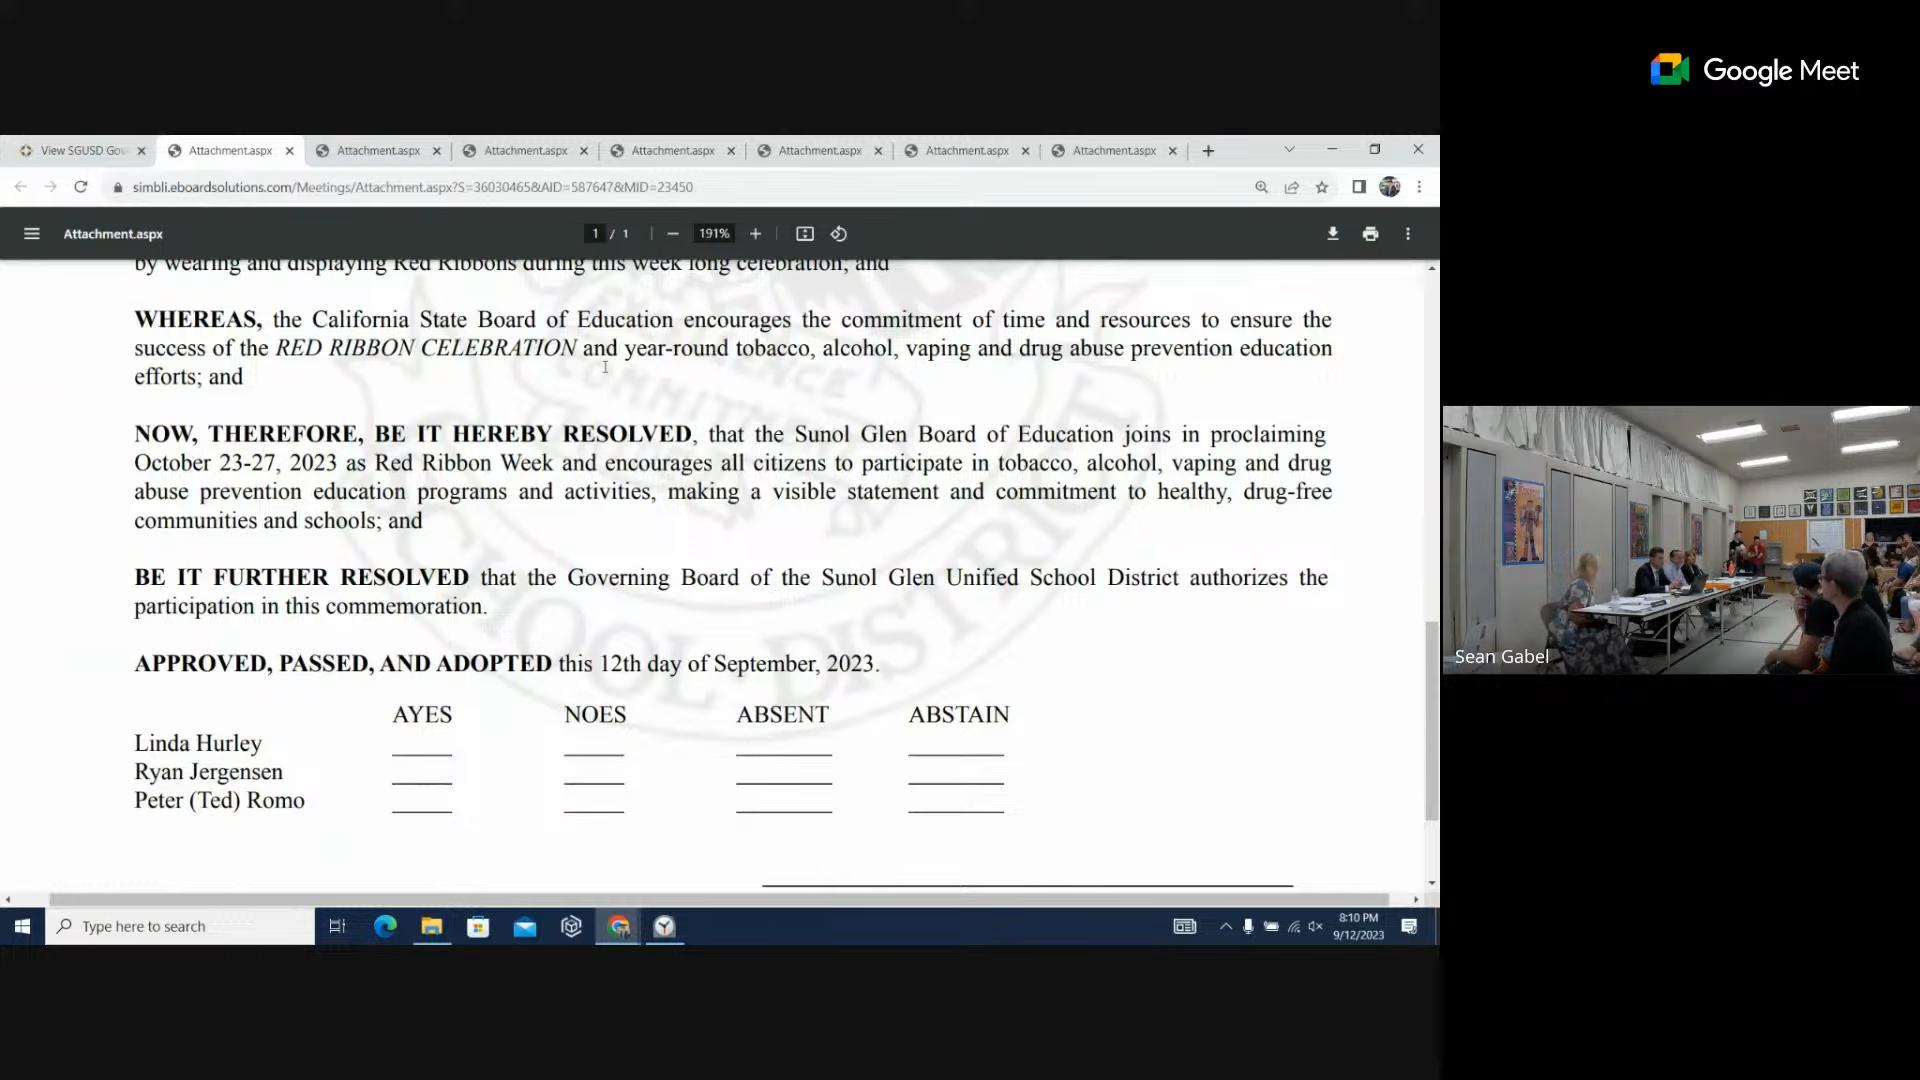 Google Meet
View SGUSD Gov
Attachment.aspx
Attachment.aspx
Attachment.aspx
Attachment.aspx
Attachment.aspx
Attachment.aspx
Attachment.aspx
simbli.eboardsolutions.com/Meetings/Attachment.aspx?S=36030465&AID=587647&MID=23450
Attachment.aspx
1 / 1
191%
by wearing and displaying Red Ribbons during this week long celebration; and
WHEREAS, the California State Board of Education encourages the commitment of time and resources to ensure the
success of the RED RIBBON CELEBRATION and year-round tobacco, alcohol, vaping and drug abuse prevention education
efforts; and
NOW, THEREFORE, BE IT HEREBY RESOLVED, that the Sunol Glen Board of Education joins in proclaiming
October 23-27, 2023 as Red Ribbon Week and encourages all citizens to participate in tobacco, alcohol, vaping and drug
abuse prevention education programs and activities, making a visible statement and commitment to healthy, drug-free
communities and schools; and
BE IT FURTHER RESOLVED that the Governing Board of the Sunol Glen Unified School District authorizes the
participation in this commemoration.
APPROVED, PASSED, AND ADOPTED this 12th day of September, 2023.
AYES NOES ABSENT ABSTAIN
Linda Hurley
Ryan Jergensen
Peter (Ted) Romo
COMMITMENT
SCHOOL DISTRICT
Type here to search
8:10 PM
9/12/2023
Sean Gabel